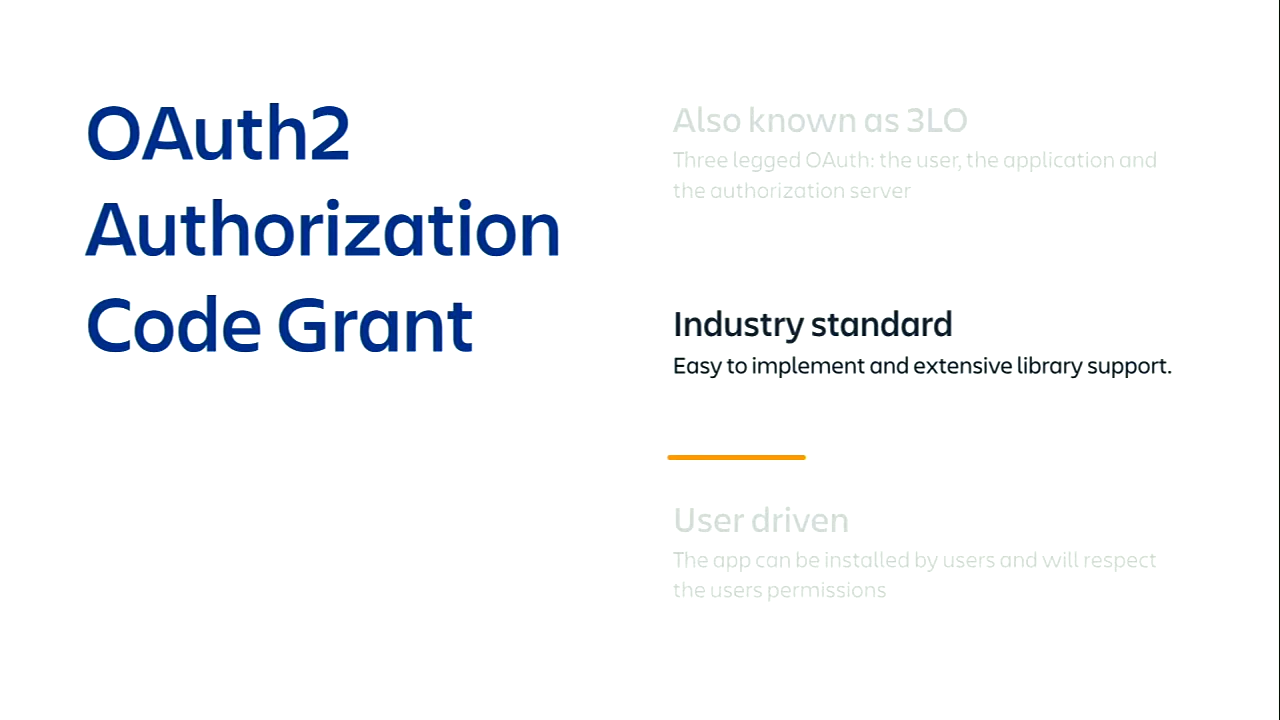 OAuth2
Authorization
Code Grant
Also known as 3LO
Three legged OAuth: the user, the application and
the authorization server
Industry standard
Easy to implement and extensive library support.
User driven
The app can be installed by users and will respect
the users permissions